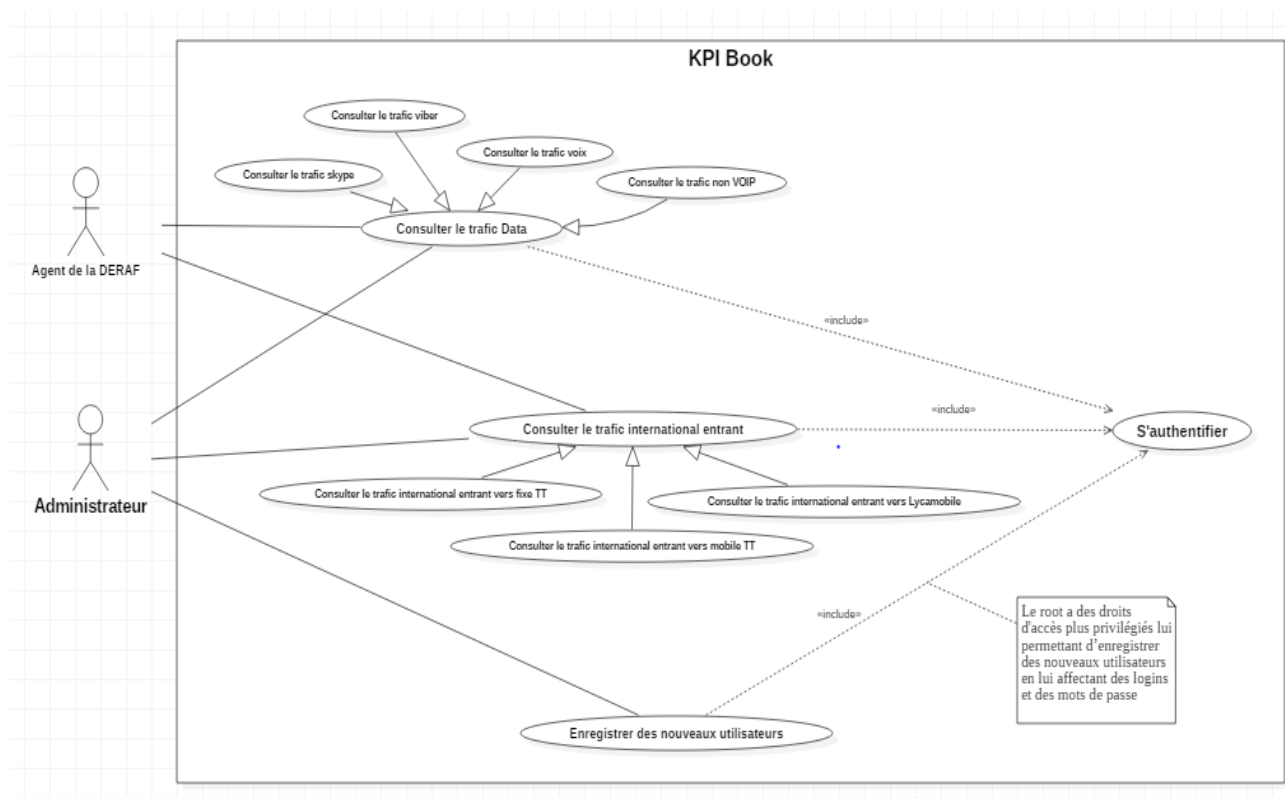 KPI Book
Consulter le trafic viber
Consulter le trafic voix
Consulter le trafic skype
Consulter le trafic non VOIP
Consulter le trafic Data
Agent de la DERAF
«include»
«include»
Consulter le trafic international entrant
S'authentifier
Administrateur
Consulter le trafic international entrant vers fixe TT
Consulter le trafic international entrant vers Lycamobile
Consulter le trafic international entrant vers mobile TT
«include»
Le root a des droits
d'accès plus privilégiés lui
permettant d'enregistrer
des nouveaux utilisateurs
en lui affectant des logins
et des mots de passe
Enregistrer des nouveaux utilisateurs